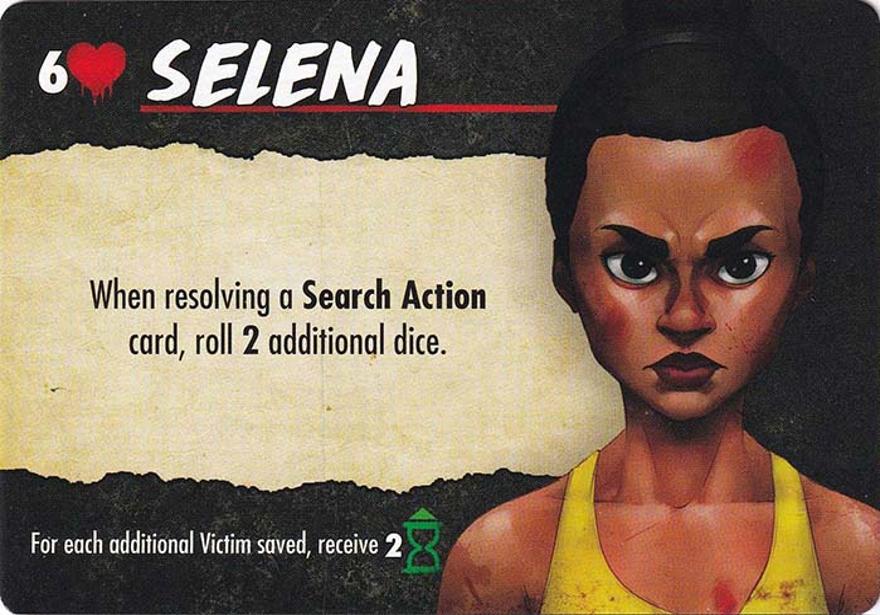 6 SELENA
When resolving a Search Action
card, roll 2 additional dice.
For each additional Victim saved, receive 2